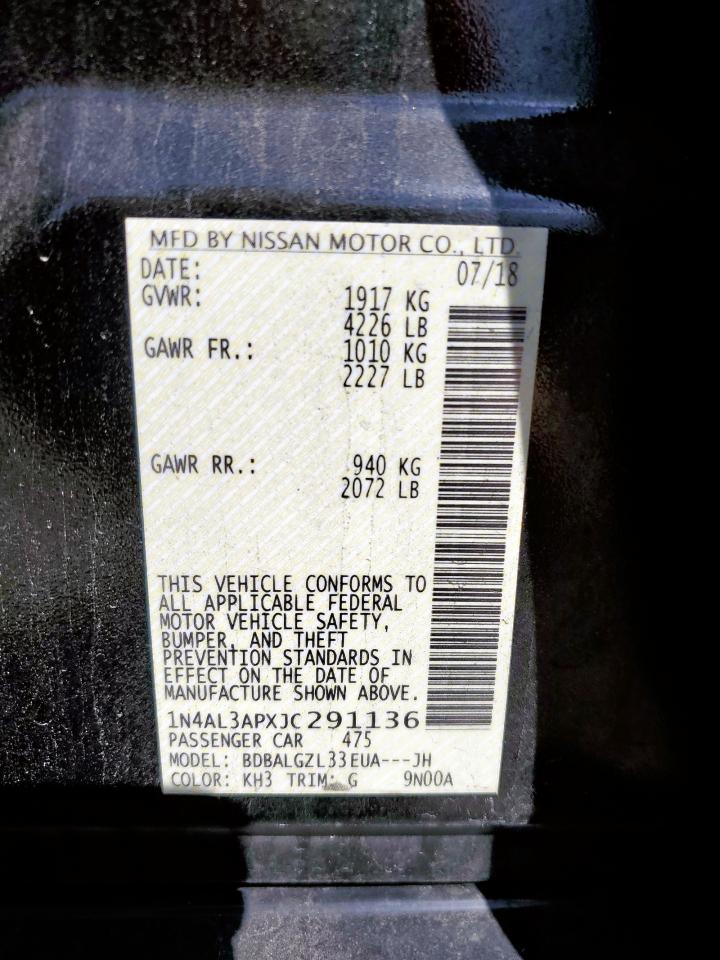 MFD BY NISSAN MOTOR CO., LTD.
DATE: 07/18
GVWR: 1917 KG
4226 LB
GAWR FR.: 1010 KG
2227 LB
GAWR RR.: 940 KG
2072 LB
THIS VEHICLE CONFORMS TO
ALL APPLICABLE FEDERAL
MOTOR VEHICLE SAFETY,
BUMPER, AND THEFT
PREVENTION STANDARDS IN
EFFECT ON THE DATE OF
MANUFACTURE SHOWN ABOVE.
1N4AL3APXJC291136
PASSENGER CAR 475
MODEL: BDBALGZL33EUA---JH
COLOR: KH3 TRIM: G 9N00A